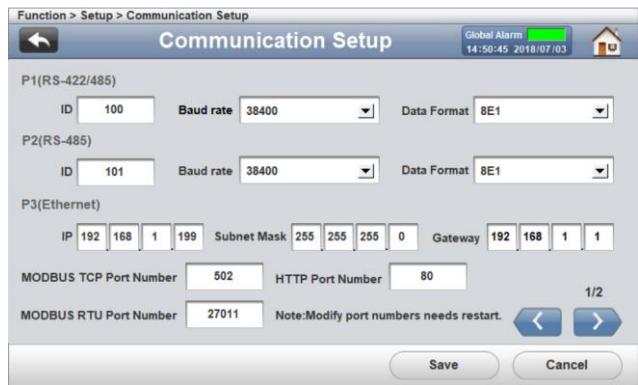 Function > Setup > Communication Setup
Communication Setup
Global Alarm
14:50:45 2018/07/03
P1(RS-422/485)
ID 100 Baud rate 38400 Data Format 8E1
P2(RS-485)
ID 101 Baud rate 38400 Data Format 8E1
P3(Ethernet)
IP 192 . 168 . 1 . 199 Subnet Mask 255 . 255 . 255 . 0 Gateway 192 . 168 . 1 . 1
MODBUS TCP Port Number 502 HTTP Port Number 80
1/2
MODBUS RTU Port Number 27011 Note:Modify port numbers needs restart.
Save Cancel